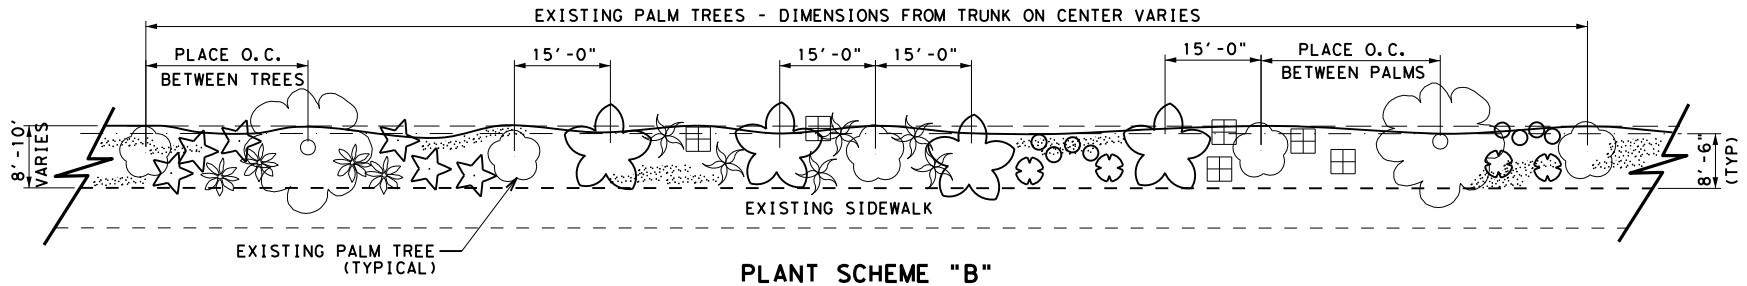 EXISTING PALM TREES - DIMENSIONS FROM TRUNK ON CENTER VARIES
PLACE O.C.
BETWEEN TREES
15'-0"
15'-0"
15'-0"
15'-0"
PLACE O.C.
BETWEEN PALMS
8'-10'
VARIES
8'-6"
(TYP)
EXISTING SIDEWALK
EXISTING PALM TREE
(TYPICAL)
PLANT SCHEME "B"